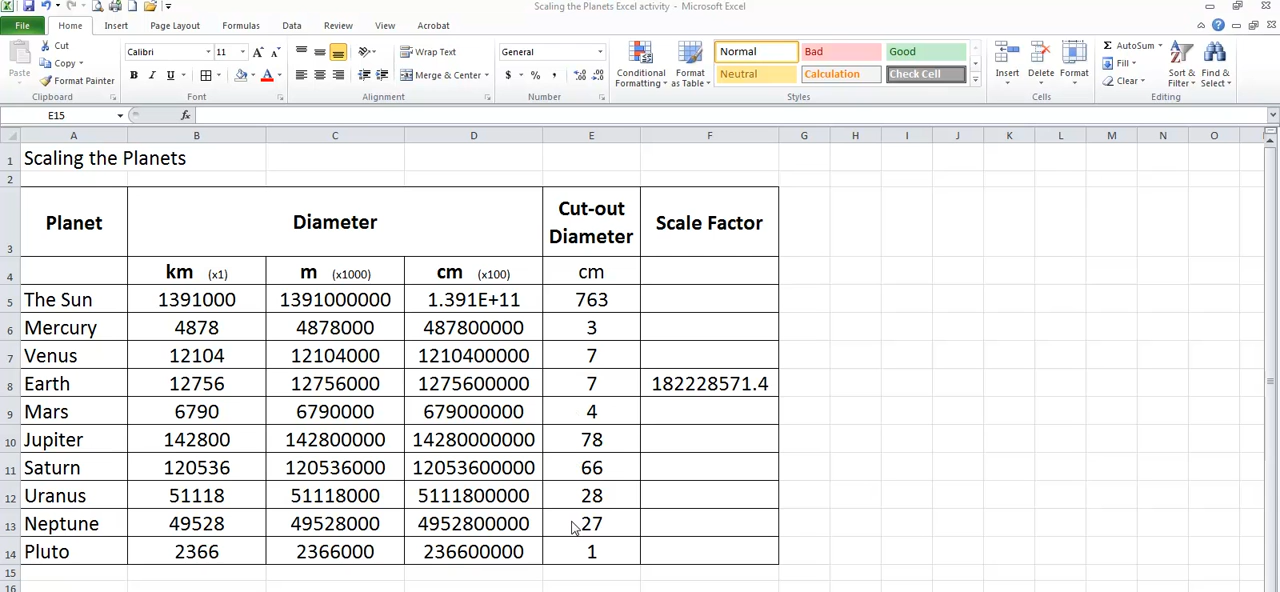 Scaling the Planets Excel activity - Microsoft Excel
File Home Insert Page Layout Formulas Data Review View Acrobat
Paste Cut Copy Format Painter Clipboard
Calibri 11 A A B I U A Font
Wrap Text Merge & Center Alignment
General $ % , .0 .00 .00 .0 Number
Conditional Formatting Format as Table Normal Bad Good Neutral Calculation Check Cell Styles
Insert Delete Format Cells
Σ AutoSum Fill Clear Sort & Filter Find & Select Editing
E15 fx
A B C D E F G H I J K L M N O
1 Scaling the Planets
2
3 Planet Diameter Cut-out Diameter Scale Factor
4 km (x1) m (x1000) cm (x100) cm
5 The Sun 1391000 1391000000 1.391E+11 763
6 Mercury 4878 4878000 487800000 3
7 Venus 12104 12104000 1210400000 7
8 Earth 12756 12756000 1275600000 7 182228571.4
9 Mars 6790 6790000 679000000 4
10 Jupiter 142800 142800000 14280000000 78
11 Saturn 120536 120536000 12053600000 66
12 Uranus 51118 51118000 5111800000 28
13 Neptune 49528 49528000 4952800000 27
14 Pluto 2366 2366000 236600000 1
15
16